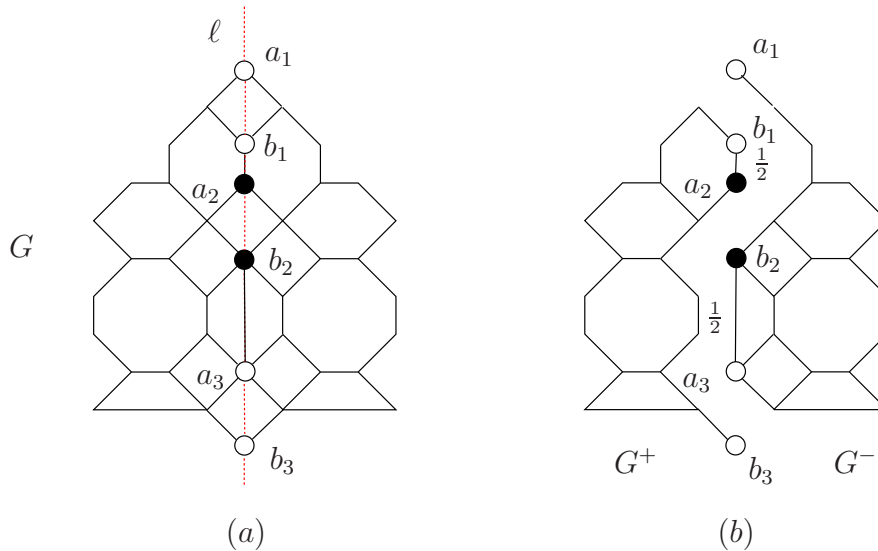 ℓ
a₁
b₁
a₂
b₂
a₃
b₃
G
(a)
a₁
b₁
½
a₂
b₂
½
a₃
b₃
G⁺
G⁻
(b)